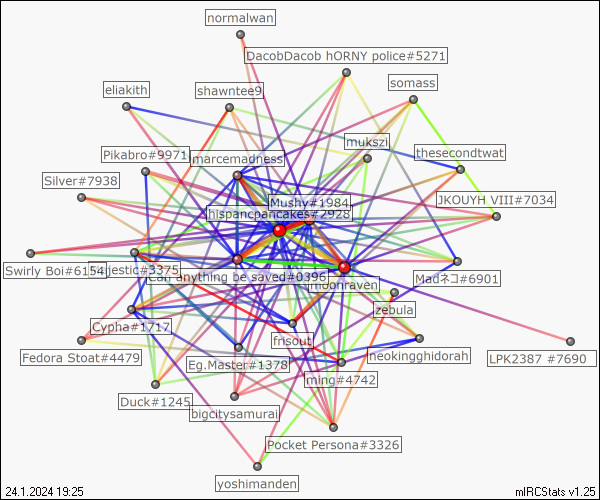 normalwan
DacobDacob hORNY police#5271
somass
eliakith
shawntee9
mukszi
thesecondtwat
Pikabro#9971
marcemadness
Silver#7938
JKOUYH VIII#7034
Mushy#1984
hispancpancakes#2928
Swirly Boi#6154
jestic#3375
Can anything be saved#0396
Madネコ#6901
moonraven
zebula
Cypha#1717
frisout
Fedora Stoat#4479
Eg.Master#1378
neokingghidorah
LPK2387 #7690
ming#4742
Duck#1245
bigcitysamurai
Pocket Persona#3326
yoshimanden
24.1.2024 19:25
mIRCStats v1.25